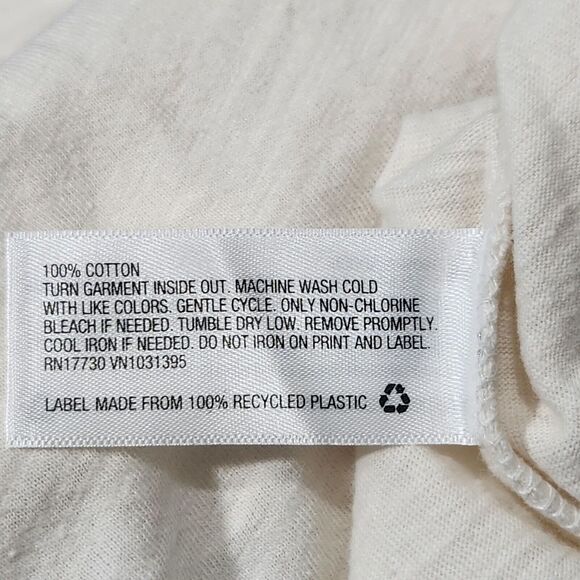 100% COTTON
TURN GARMENT INSIDE OUT. MACHINE WASH COLD
WITH LIKE COLORS. GENTLE CYCLE. ONLY NON-CHLORINE
BLEACH IF NEEDED. TUMBLE DRY LOW. REMOVE PROMPTLY.
COOL IRON IF NEEDED. DO NOT IRON ON PRINT AND LABEL.
RN17730 VN1031395
LABEL MADE FROM 100% RECYCLED PLASTIC